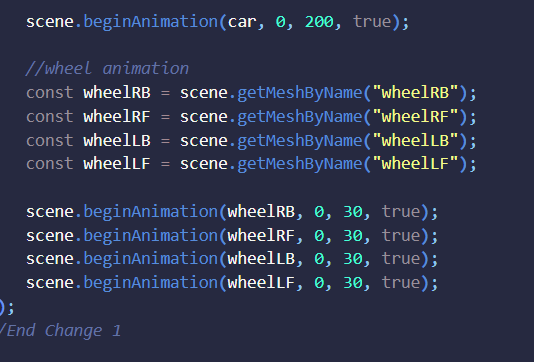 scene.beginAnimation(car, 0, 200, true);
//wheel animation
const wheelRB = scene.getMeshByName("wheelRB");
const wheelRF = scene.getMeshByName("wheelRF");
const wheelLB = scene.getMeshByName("wheelLB");
const wheelLF = scene.getMeshByName("wheelLF");
scene.beginAnimation(wheelRB, 0, 30, true);
scene.beginAnimation(wheelRF, 0, 30, true);
scene.beginAnimation(wheelLB, 0, 30, true);
scene.beginAnimation(wheelLF, 0, 30, true);
);
/End Change 1